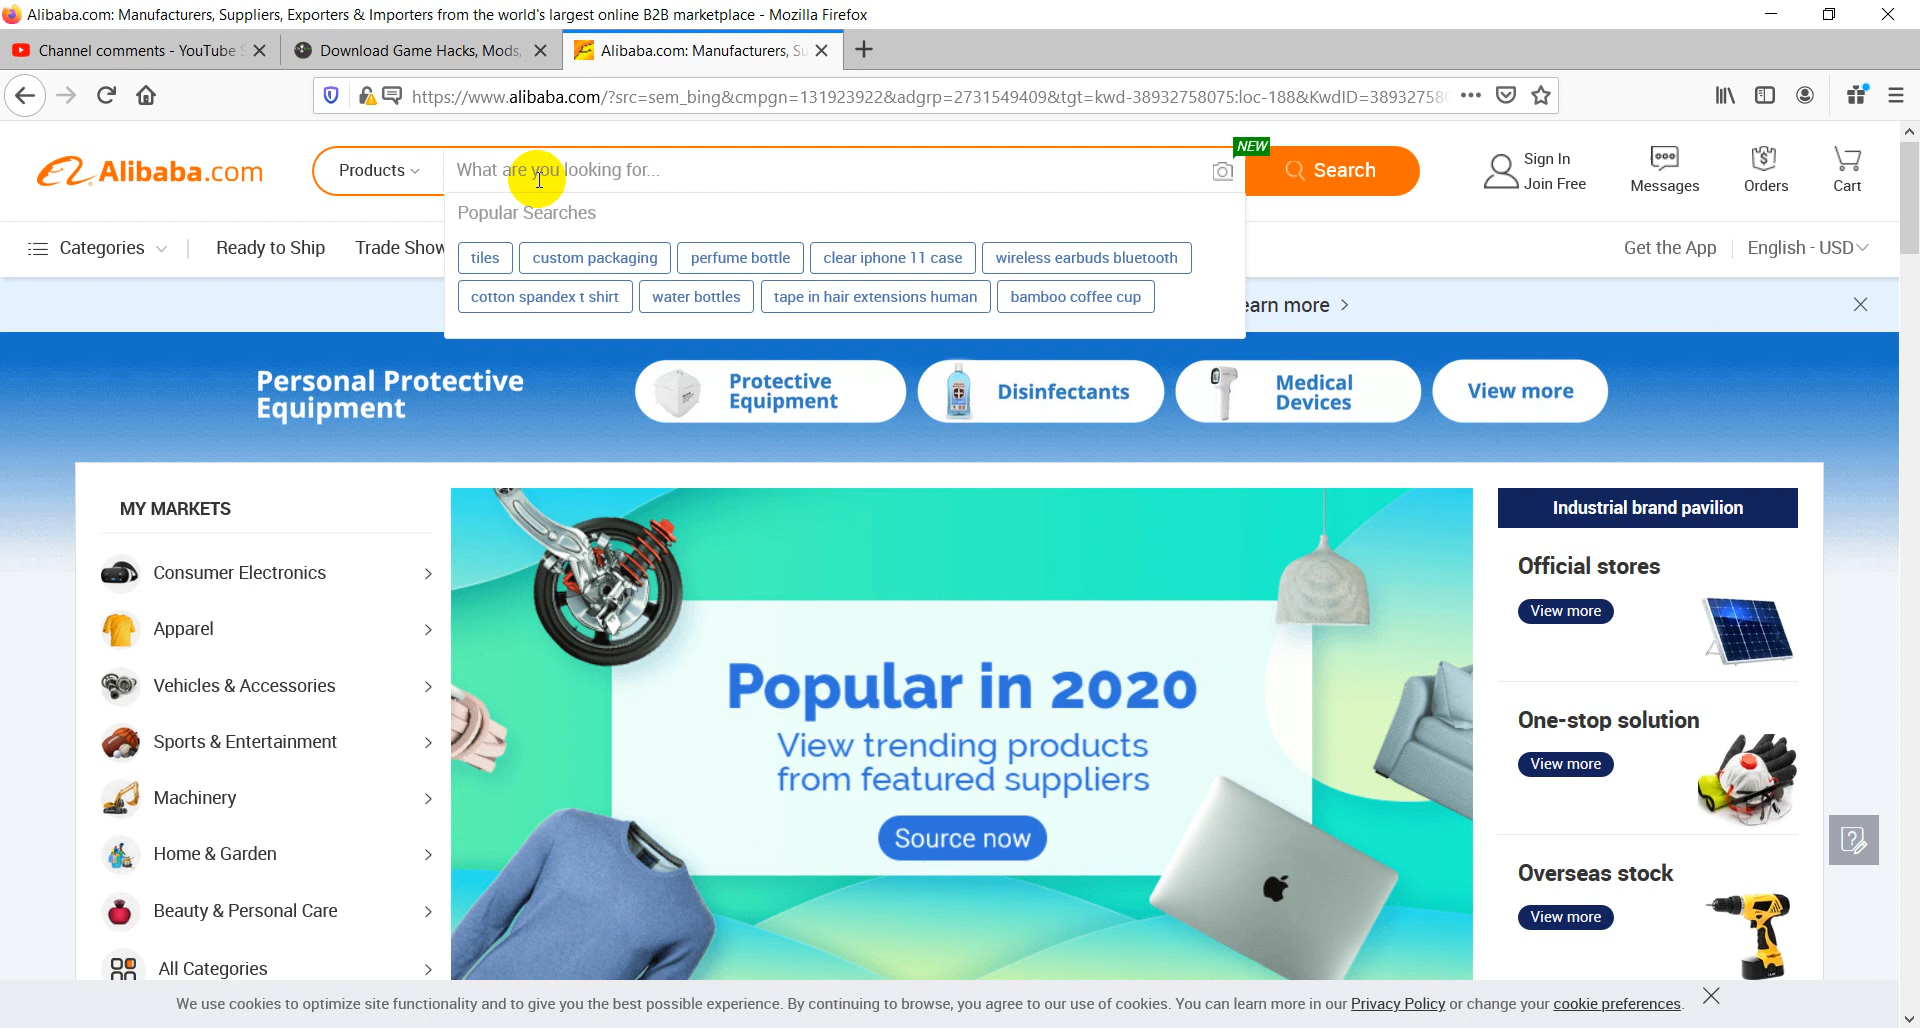 Alibaba.com: Manufacturers, Suppliers, Exporters & Importers from the world's largest online B2B marketplace - Mozilla Firefox
Channel comments - YouTube S
Download Game Hacks, Mods,
Alibaba.com: Manufacturers, Su
https://www.alibaba.com/?src=sem_bing&cmpgn=131923922&adgrp=2731549409&tgt=kwd-38932758075:loc-188&KwdID=38932758
Alibaba.com
Products
What are you looking for...
NEW
Search
Sign In
Join Free
Messages
Orders
Cart
Popular Searches
Categories
Ready to Ship
Trade Show
Get the App
English - USD
tiles
custom packaging
perfume bottle
clear iphone 11 case
wireless earbuds bluetooth
cotton spandex t shirt
water bottles
tape in hair extensions human
bamboo coffee cup
earn more
Personal Protective
Equipment
Protective
Equipment
Disinfectants
Medical
Devices
View more
MY MARKETS
Consumer Electronics
Apparel
Vehicles & Accessories
Sports & Entertainment
Machinery
Home & Garden
Beauty & Personal Care
All Categories
Popular in 2020
View trending products
from featured suppliers
Source now
Industrial brand pavilion
Official stores
View more
One-stop solution
View more
Overseas stock
View more
We use cookies to optimize site functionality and to give you the best possible experience. By continuing to browse, you agree to our use of cookies. You can learn more in our Privacy Policy or change your cookie preferences.